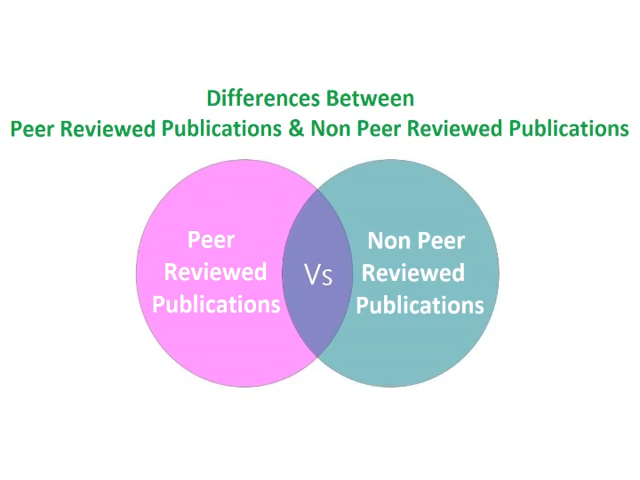 Differences Between
Peer Reviewed Publications & Non Peer Reviewed Publications
Peer
Reviewed
Publications
Vs
Non Peer
Reviewed
Publications